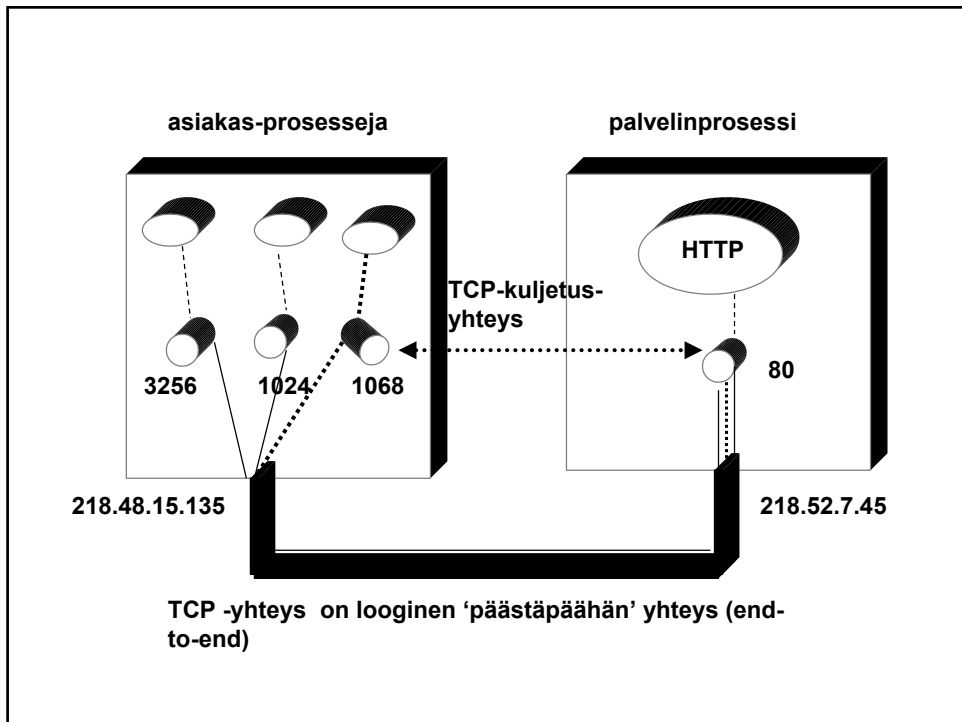 asiakas-prosesseja
palvelinprosessi
HTTP
TCP-kuljetus-
yhteys
3256
1024
1068
80
218.48.15.135
218.52.7.45
TCP -yhteys on looginen ‘päästäpäähän’ yhteys (end-
to-end)